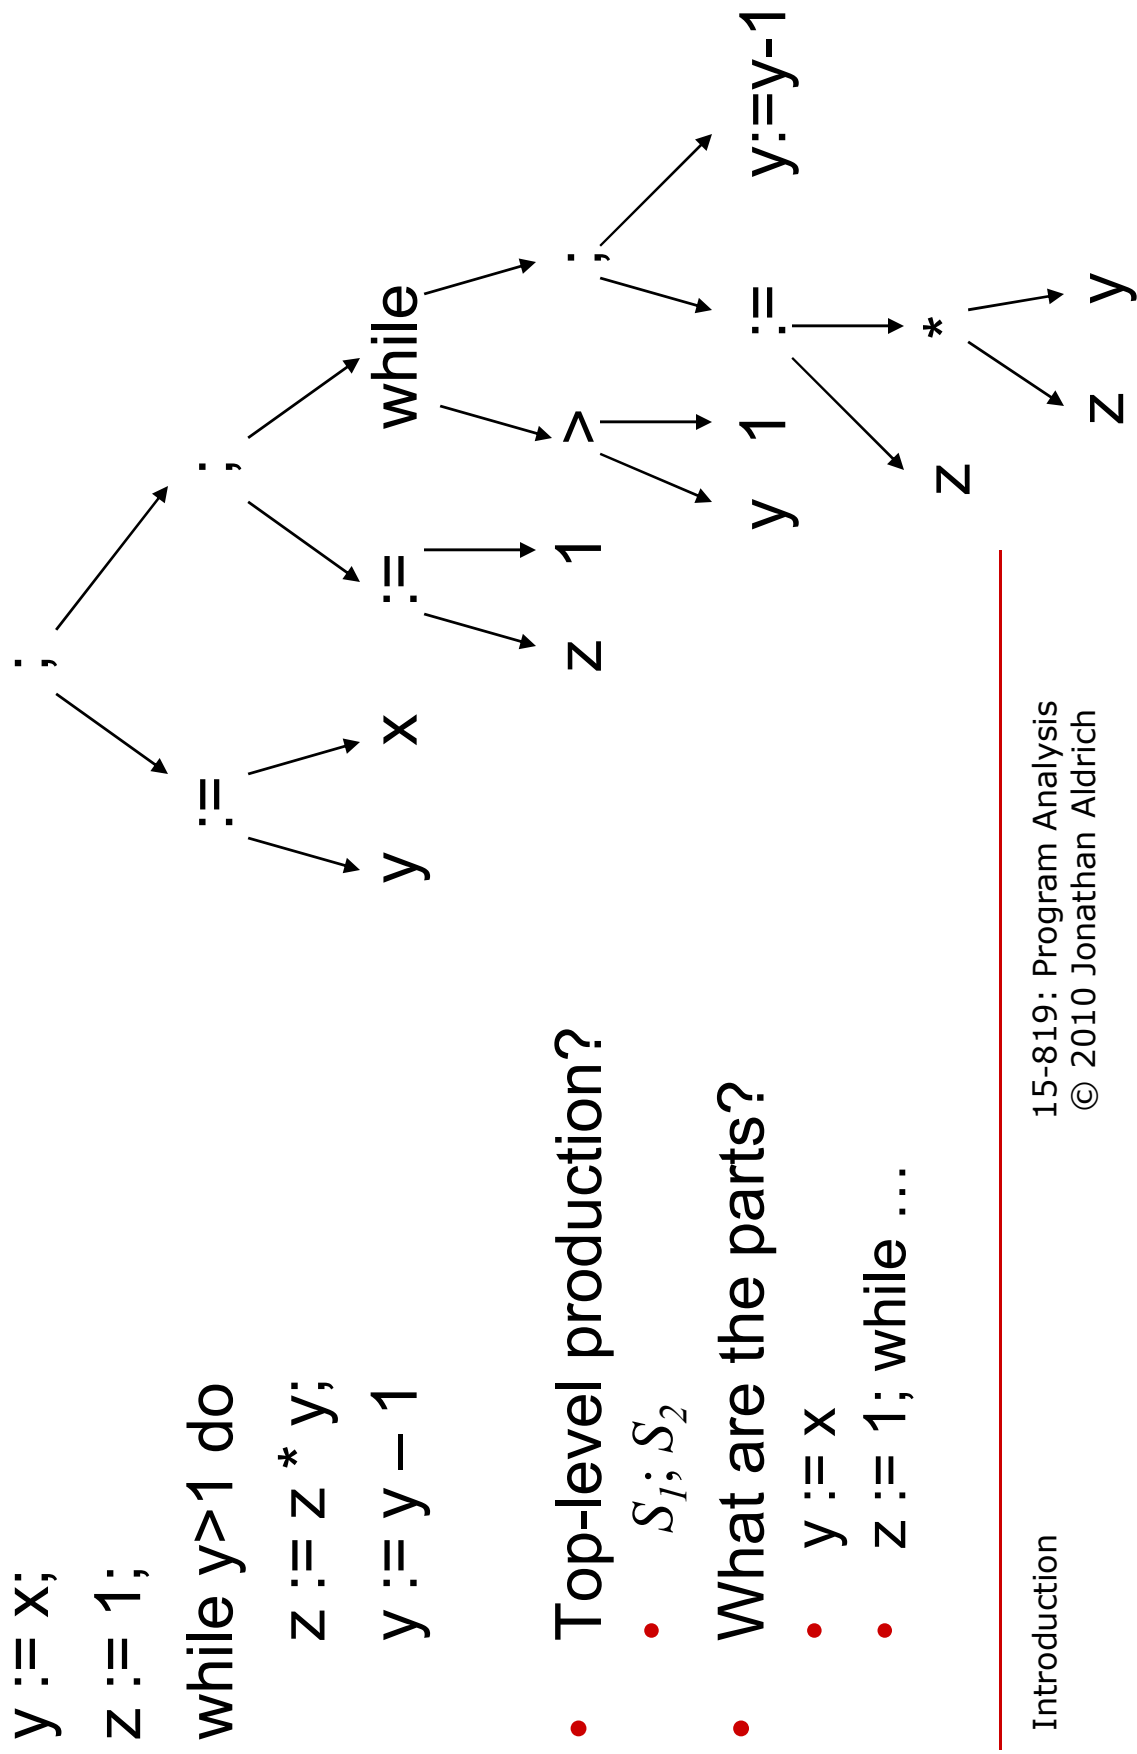 y := x;
z := 1;
while y>1 do
z := z * y;
y := y – 1
• Top-level production?
• S1; S2
• What are the parts?
• y := x
• z := 1; while …
;
:= ;
y x := while
z 1 > ;
y 1 := y:=y-1
z *
z y
Introduction
15-819: Program Analysis
© 2010 Jonathan Aldrich